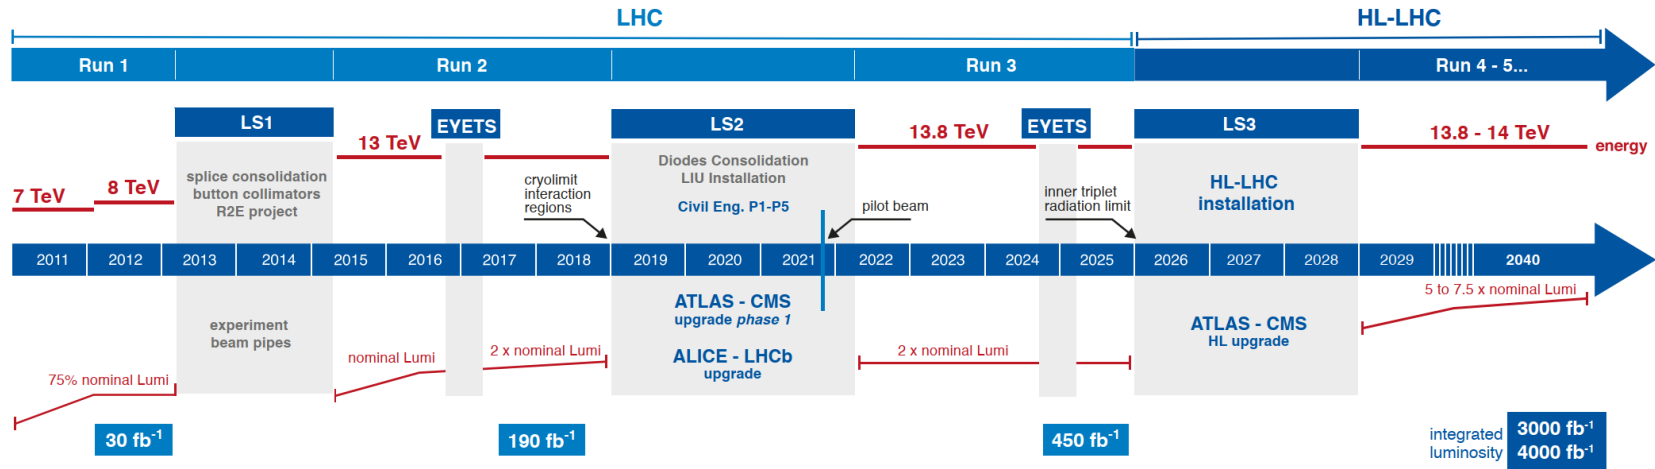 LHC
HL-LHC
Run 1
Run 2
Run 3
Run 4 - 5...
LS1
EYETS
LS2
EYETS
LS3
7 TeV
8 TeV
13 TeV
13.8 TeV
13.8 - 14 TeV
energy
splice consolidation
button collimators
R2E project
cryolimit
interaction
regions
Diodes Consolidation
LIU Installation
Civil Eng. P1-P5
pilot beam
inner triplet
radiation limit
HL-LHC
installation
2011
2012
2013
2014
2015
2016
2017
2018
2019
2020
2021
2022
2023
2024
2025
2026
2027
2028
2029
2040
experiment
beam pipes
ATLAS - CMS
upgrade phase 1
ALICE - LHCb
upgrade
ATLAS - CMS
HL upgrade
75% nominal Lumi
nominal Lumi
2 x nominal Lumi
2 x nominal Lumi
5 to 7.5 x nominal Lumi
30 fb⁻¹
190 fb⁻¹
450 fb⁻¹
integrated
luminosity
3000 fb⁻¹
4000 fb⁻¹